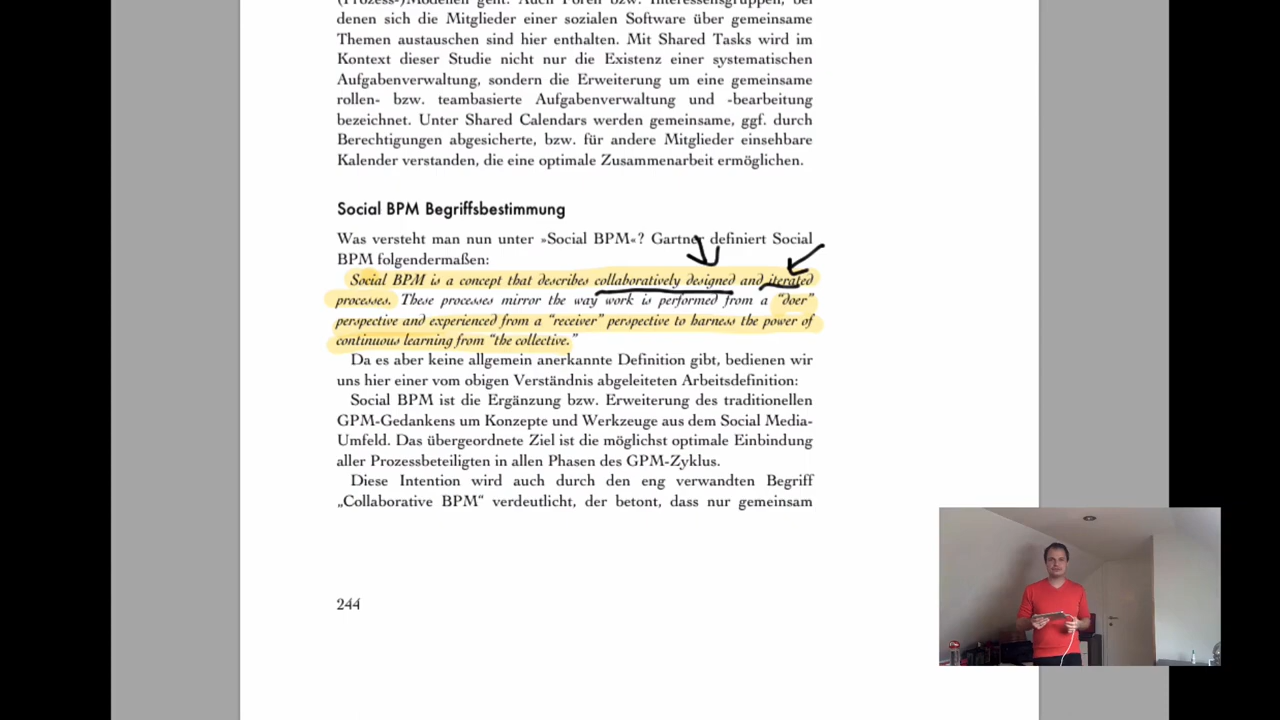 (Prozess-)Modellen geht. Auch Foren bzw. Interessensgruppen, bei
denen sich die Mitglieder einer sozialen Software über gemeinsame
Themen austauschen sind hier enthalten. Mit Shared Tasks wird im
Kontext dieser Studie nicht nur die Existenz einer systematischen
Aufgabenverwaltung, sondern die Erweiterung um eine gemeinsame
rollen- bzw. teambasierte Aufgabenverwaltung und -bearbeitung
bezeichnet. Unter Shared Calendars werden gemeinsame, ggf. durch
Berechtigungen abgesicherte, bzw. für andere Mitglieder einsehbare
Kalender verstanden, die eine optimale Zusammenarbeit ermöglichen.
Social BPM Begriffsbestimmung
Was versteht man nun unter »Social BPM«? Gartner definiert Social
BPM folgendermaßen:
Social BPM is a concept that describes collaboratively designed and iterated
processes. These processes mirror the way work is performed from a “doer”
perspective and experienced from a “receiver” perspective to harness the power of
continuous learning from “the collective.”
Da es aber keine allgemein anerkannte Definition gibt, bedienen wir
uns hier einer vom obigen Verständnis abgeleiteten Arbeitsdefinition:
Social BPM ist die Ergänzung bzw. Erweiterung des traditionellen
GPM-Gedankens um Konzepte und Werkzeuge aus dem Social Media-
Umfeld. Das übergeordnete Ziel ist die möglichst optimale Einbindung
aller Prozessbeteiligten in allen Phasen des GPM-Zyklus.
Diese Intention wird auch durch den eng verwandten Begriff
„Collaborative BPM“ verdeutlicht, der betont, dass nur gemeinsam
244